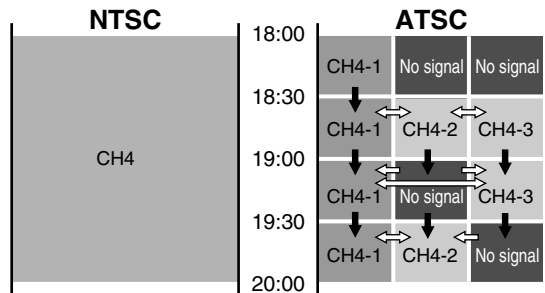 NTSC ATSC
18:00
CH4-1 No signal No signal
18:30
CH4-1 CH4-2 CH4-3
CH4 19:00
CH4-1 No signal CH4-3
19:30
CH4-1 CH4-2 No signal
20:00